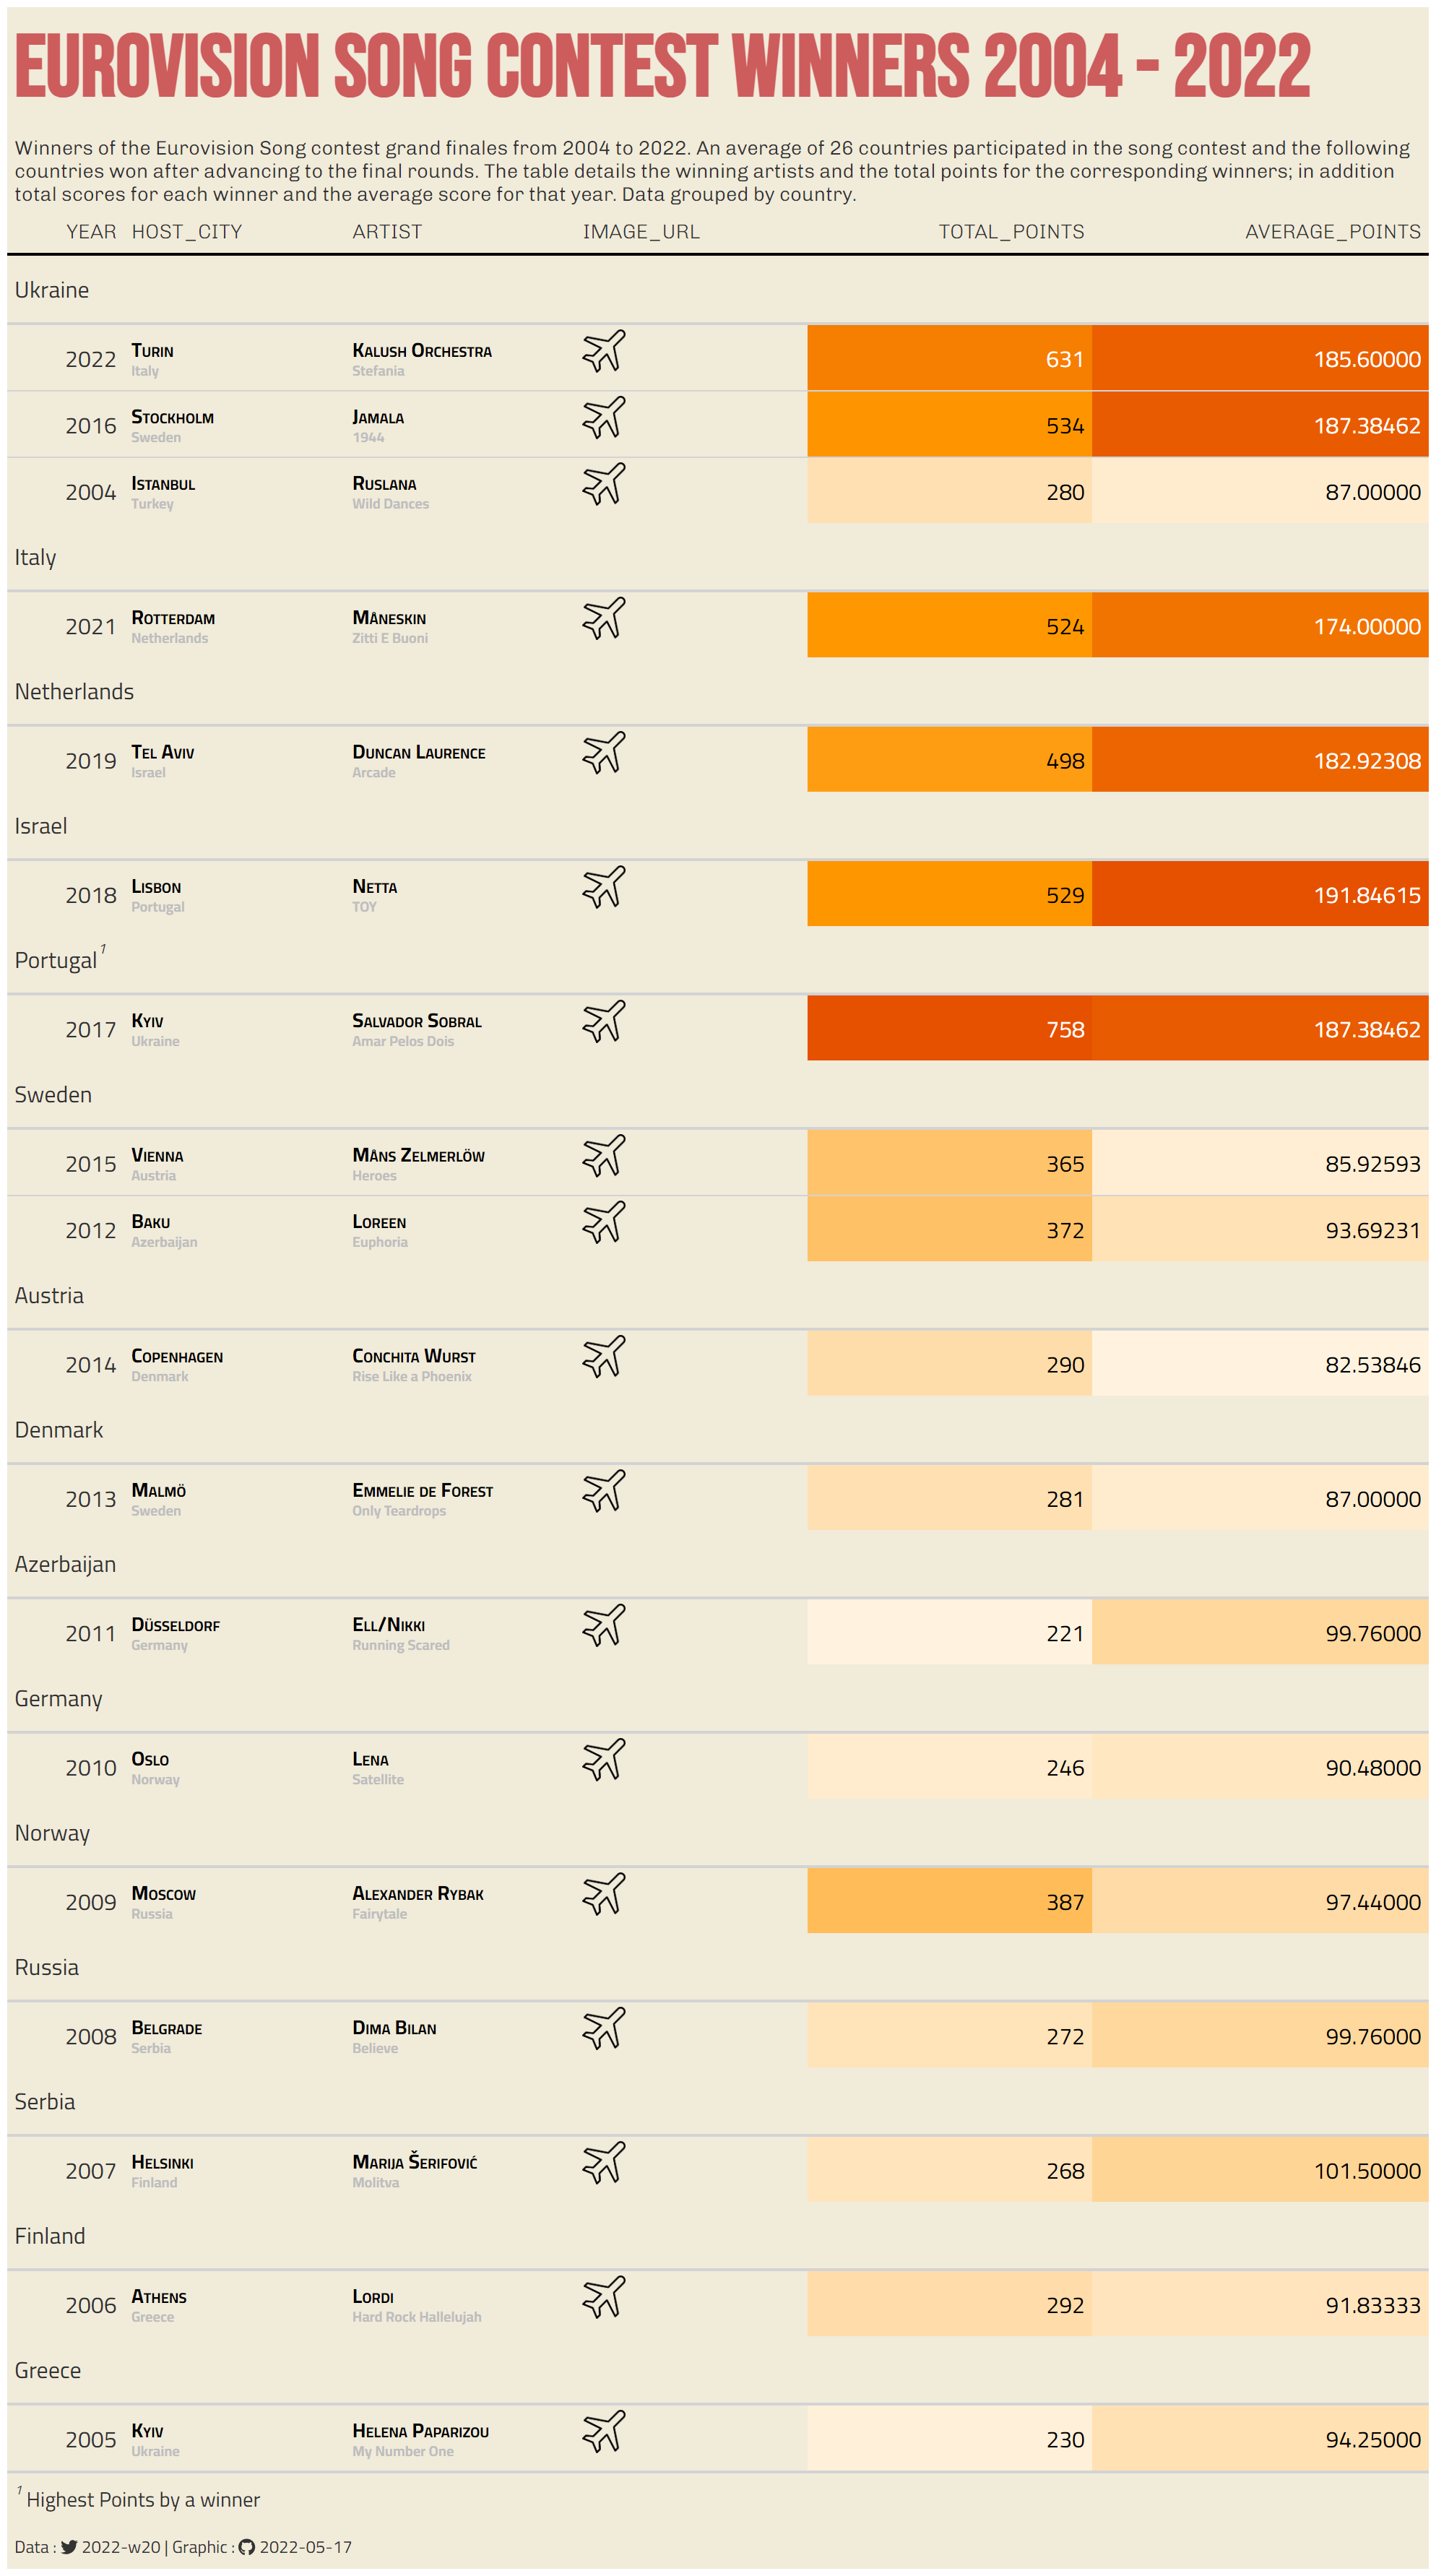 EUROVISION SONG CONTEST WINNERS 2004 - 2022
Winners of the Eurovision Song contest grand finales from 2004 to 2022. An average of 26 countries participated in the song contest and the following
countries won after advancing to the final rounds. The table details the winning artists and the total points for the corresponding winners; in addition
total scores for each winner and the average score for that year. Data grouped by country.
YEAR HOST_CITY ARTIST IMAGE_URL TOTAL_POINTS AVERAGE_POINTS
Ukraine
2022 Turin Kalush Orchestra 631 185.60000
Italy Stefania
2016 Stockholm Jamala 534 187.38462
Sweden 1944
2004 Istanbul Ruslana 280 87.00000
Turkey Wild Dances
Italy
2021 Rotterdam Måneskin 524 174.00000
Netherlands Zitti E Buoni
Netherlands
2019 Tel Aviv Duncan Laurence 498 182.92308
Israel Arcade
Israel
2018 Lisbon Netta 529 191.84615
Portugal TOY
Portugal 1
2017 Kyiv Salvador Sobral 758 187.38462
Ukraine Amar Pelos Dois
Sweden
2015 Vienna Måns Zelmerlöw 365 85.92593
Austria Heroes
2012 Baku Loreen 372 93.69231
Azerbaijan Euphoria
Austria
2014 Copenhagen Conchita Wurst 290 82.53846
Denmark Rise Like a Phoenix
Denmark
2013 Malmö Emmelie de Forest 281 87.00000
Sweden Only Teardrops
Azerbaijan
2011 Düsseldorf Ell/Nikki 221 99.76000
Germany Running Scared
Germany
2010 Oslo Lena 246 90.48000
Norway Satellite
Norway
2009 Moscow Alexander Rybak 387 97.44000
Russia Fairytale
Russia
2008 Belgrade Dima Bilan 272 99.76000
Serbia Believe
Serbia
2007 Helsinki Marija Šerifović 268 101.50000
Finland Molitva
Finland
2006 Athens Lordi 292 91.83333
Greece Hard Rock Hallelujah
Greece
2005 Kyiv Helena Paparizou 230 94.25000
Ukraine My Number One
1 Highest Points by a winner
Data : 2022-w20 | Graphic : 2022-05-17